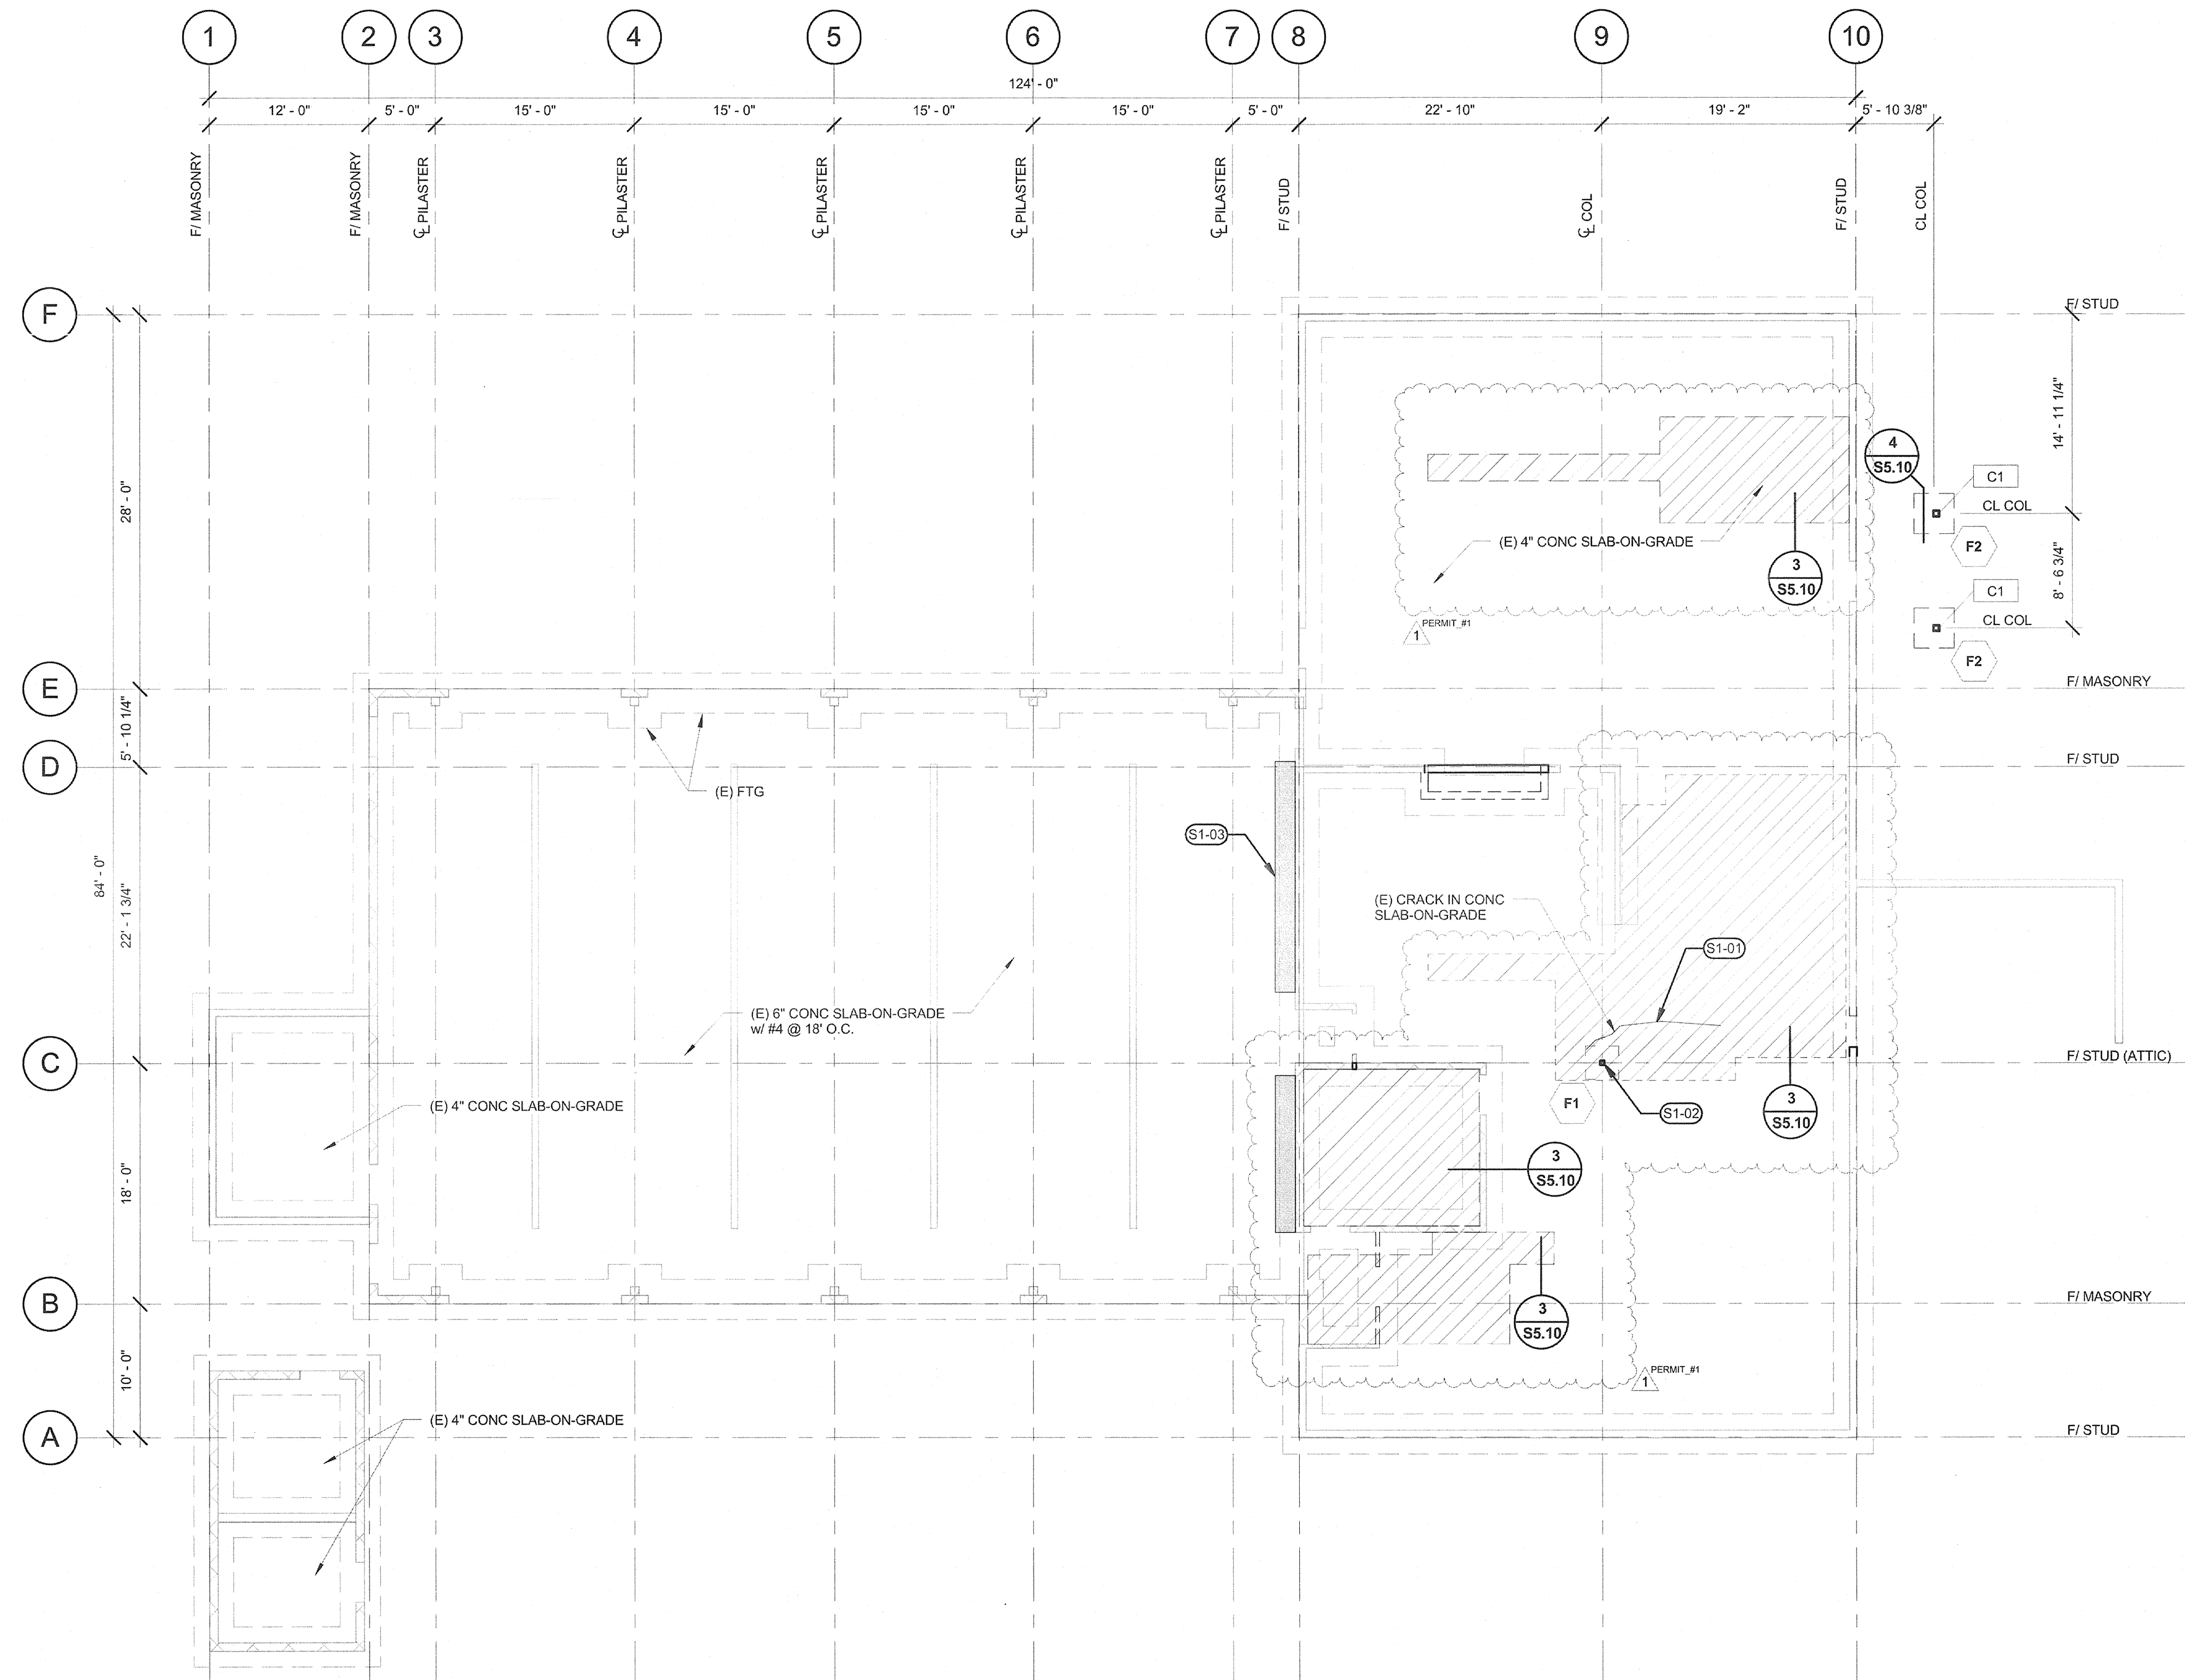 1
2
3
4
5
6
7
8
9
10
124' - 0"
12' - 0"
5' - 0"
15' - 0"
15' - 0"
15' - 0"
15' - 0"
5' - 0"
22' - 10"
19' - 2"
5' - 10 3/8"
F/ MASONRY
F/ MASONRY
℄ PILASTER
℄ PILASTER
℄ PILASTER
℄ PILASTER
℄ PILASTER
F/ STUD
℄ COL
F/ STUD
CL COL
F
F/ STUD
28' - 0"
14' - 11 1/4"
4
S5.10
C1
CL COL
(E) 4" CONC SLAB-ON-GRADE
F2
3
S5.10
8' - 6 3/4"
C1
CL COL
PERMIT_#1
1
F2
E
F/ MASONRY
5' - 10 1/4"
D
F/ STUD
(E) FTG
S1-03
84' - 0"
22' - 1 3/4"
(E) CRACK IN CONC
SLAB-ON-GRADE
S1-01
(E) 6" CONC SLAB-ON-GRADE
w/ #4 @ 18' O.C.
C
F/ STUD (ATTIC)
(E) 4" CONC SLAB-ON-GRADE
F1
S1-02
3
S5.10
18' - 0"
3
S5.10
B
F/ MASONRY
3
S5.10
10' - 0"
PERMIT_#1
1
(E) 4" CONC SLAB-ON-GRADE
A
F/ STUD